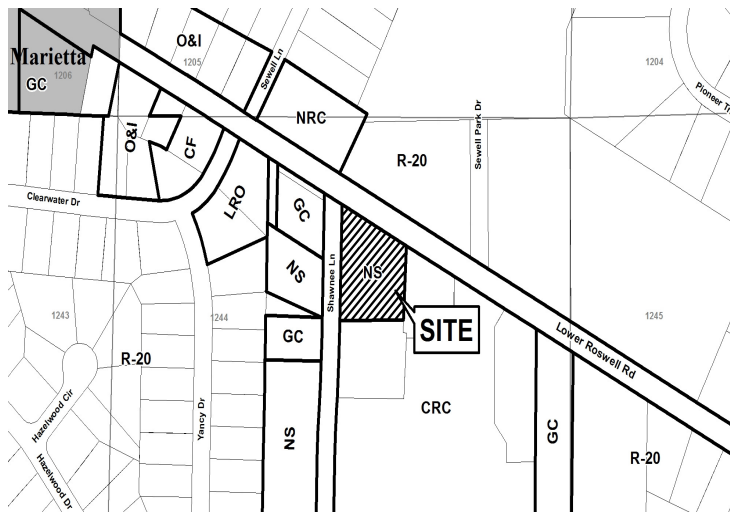 O&I
1205
1204
Marietta
1206
GC
Sewell Ln
Pioneer Tr
NRC
Sewell Park Dr
O&I
CF
R-20
Clearwater Dr
LRO
GC
NS
NS
Shawnee Ln
SITE
1243
1244
1245
GC
Lower Roswell Rd
R-20
Hazelwood Cir
Yancy Dr
CRC
GC
NS
R-20
Hazelwood Dr